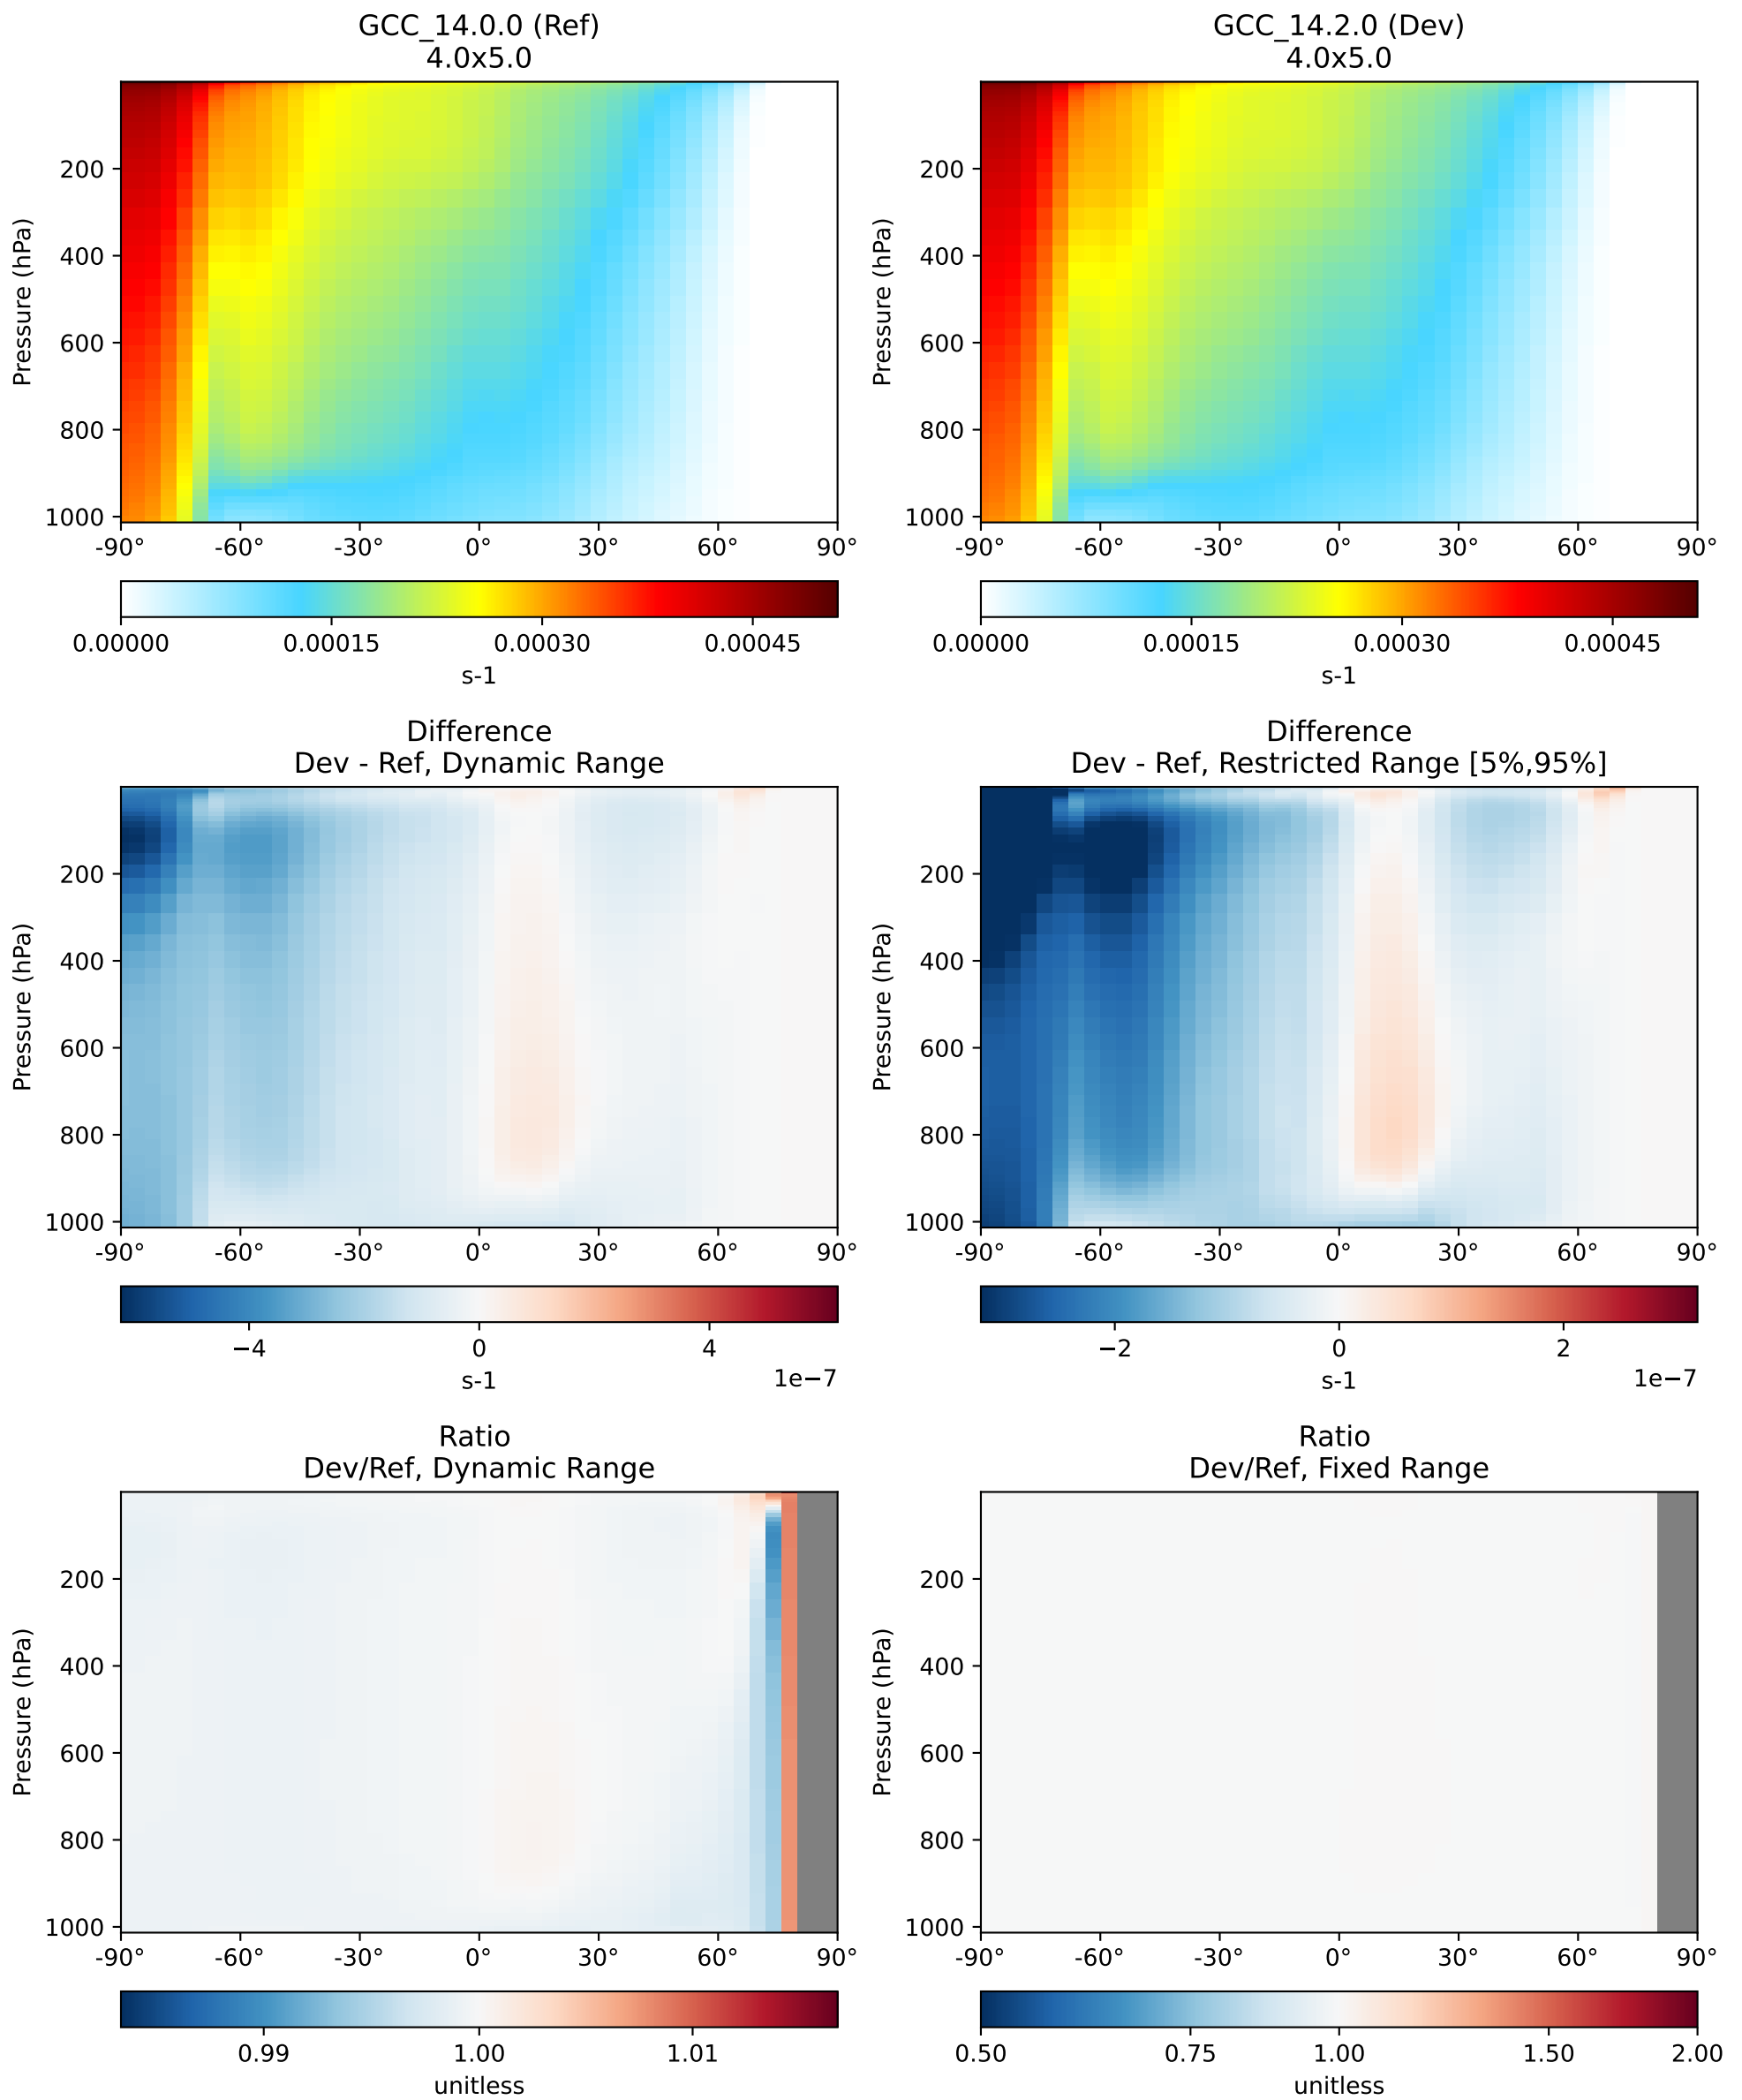 GCC_14.0.0 (Ref)
4.0x5.0
GCC_14.2.0 (Dev)
4.0x5.0
Pressure (hPa)
200
400
600
800
1000
-90° -60° -30° 0° 30° 60° 90°
0.00000 0.00015 0.00030 0.00045
s-1
Pressure (hPa)
200
400
600
800
1000
-90° -60° -30° 0° 30° 60° 90°
0.00000 0.00015 0.00030 0.00045
s-1
Difference
Dev - Ref, Dynamic Range
Difference
Dev - Ref, Restricted Range [5%,95%]
Pressure (hPa)
200
400
600
800
1000
-90° -60° -30° 0° 30° 60° 90°
−4 0 4
s-1 1e−7
Pressure (hPa)
200
400
600
800
1000
-90° -60° -30° 0° 30° 60° 90°
−2 0 2
s-1 1e−7
Ratio
Dev/Ref, Dynamic Range
Ratio
Dev/Ref, Fixed Range
Pressure (hPa)
200
400
600
800
1000
-90° -60° -30° 0° 30° 60° 90°
0.99 1.00 1.01
unitless
Pressure (hPa)
200
400
600
800
1000
-90° -60° -30° 0° 30° 60° 90°
0.50 0.75 1.00 1.50 2.00
unitless